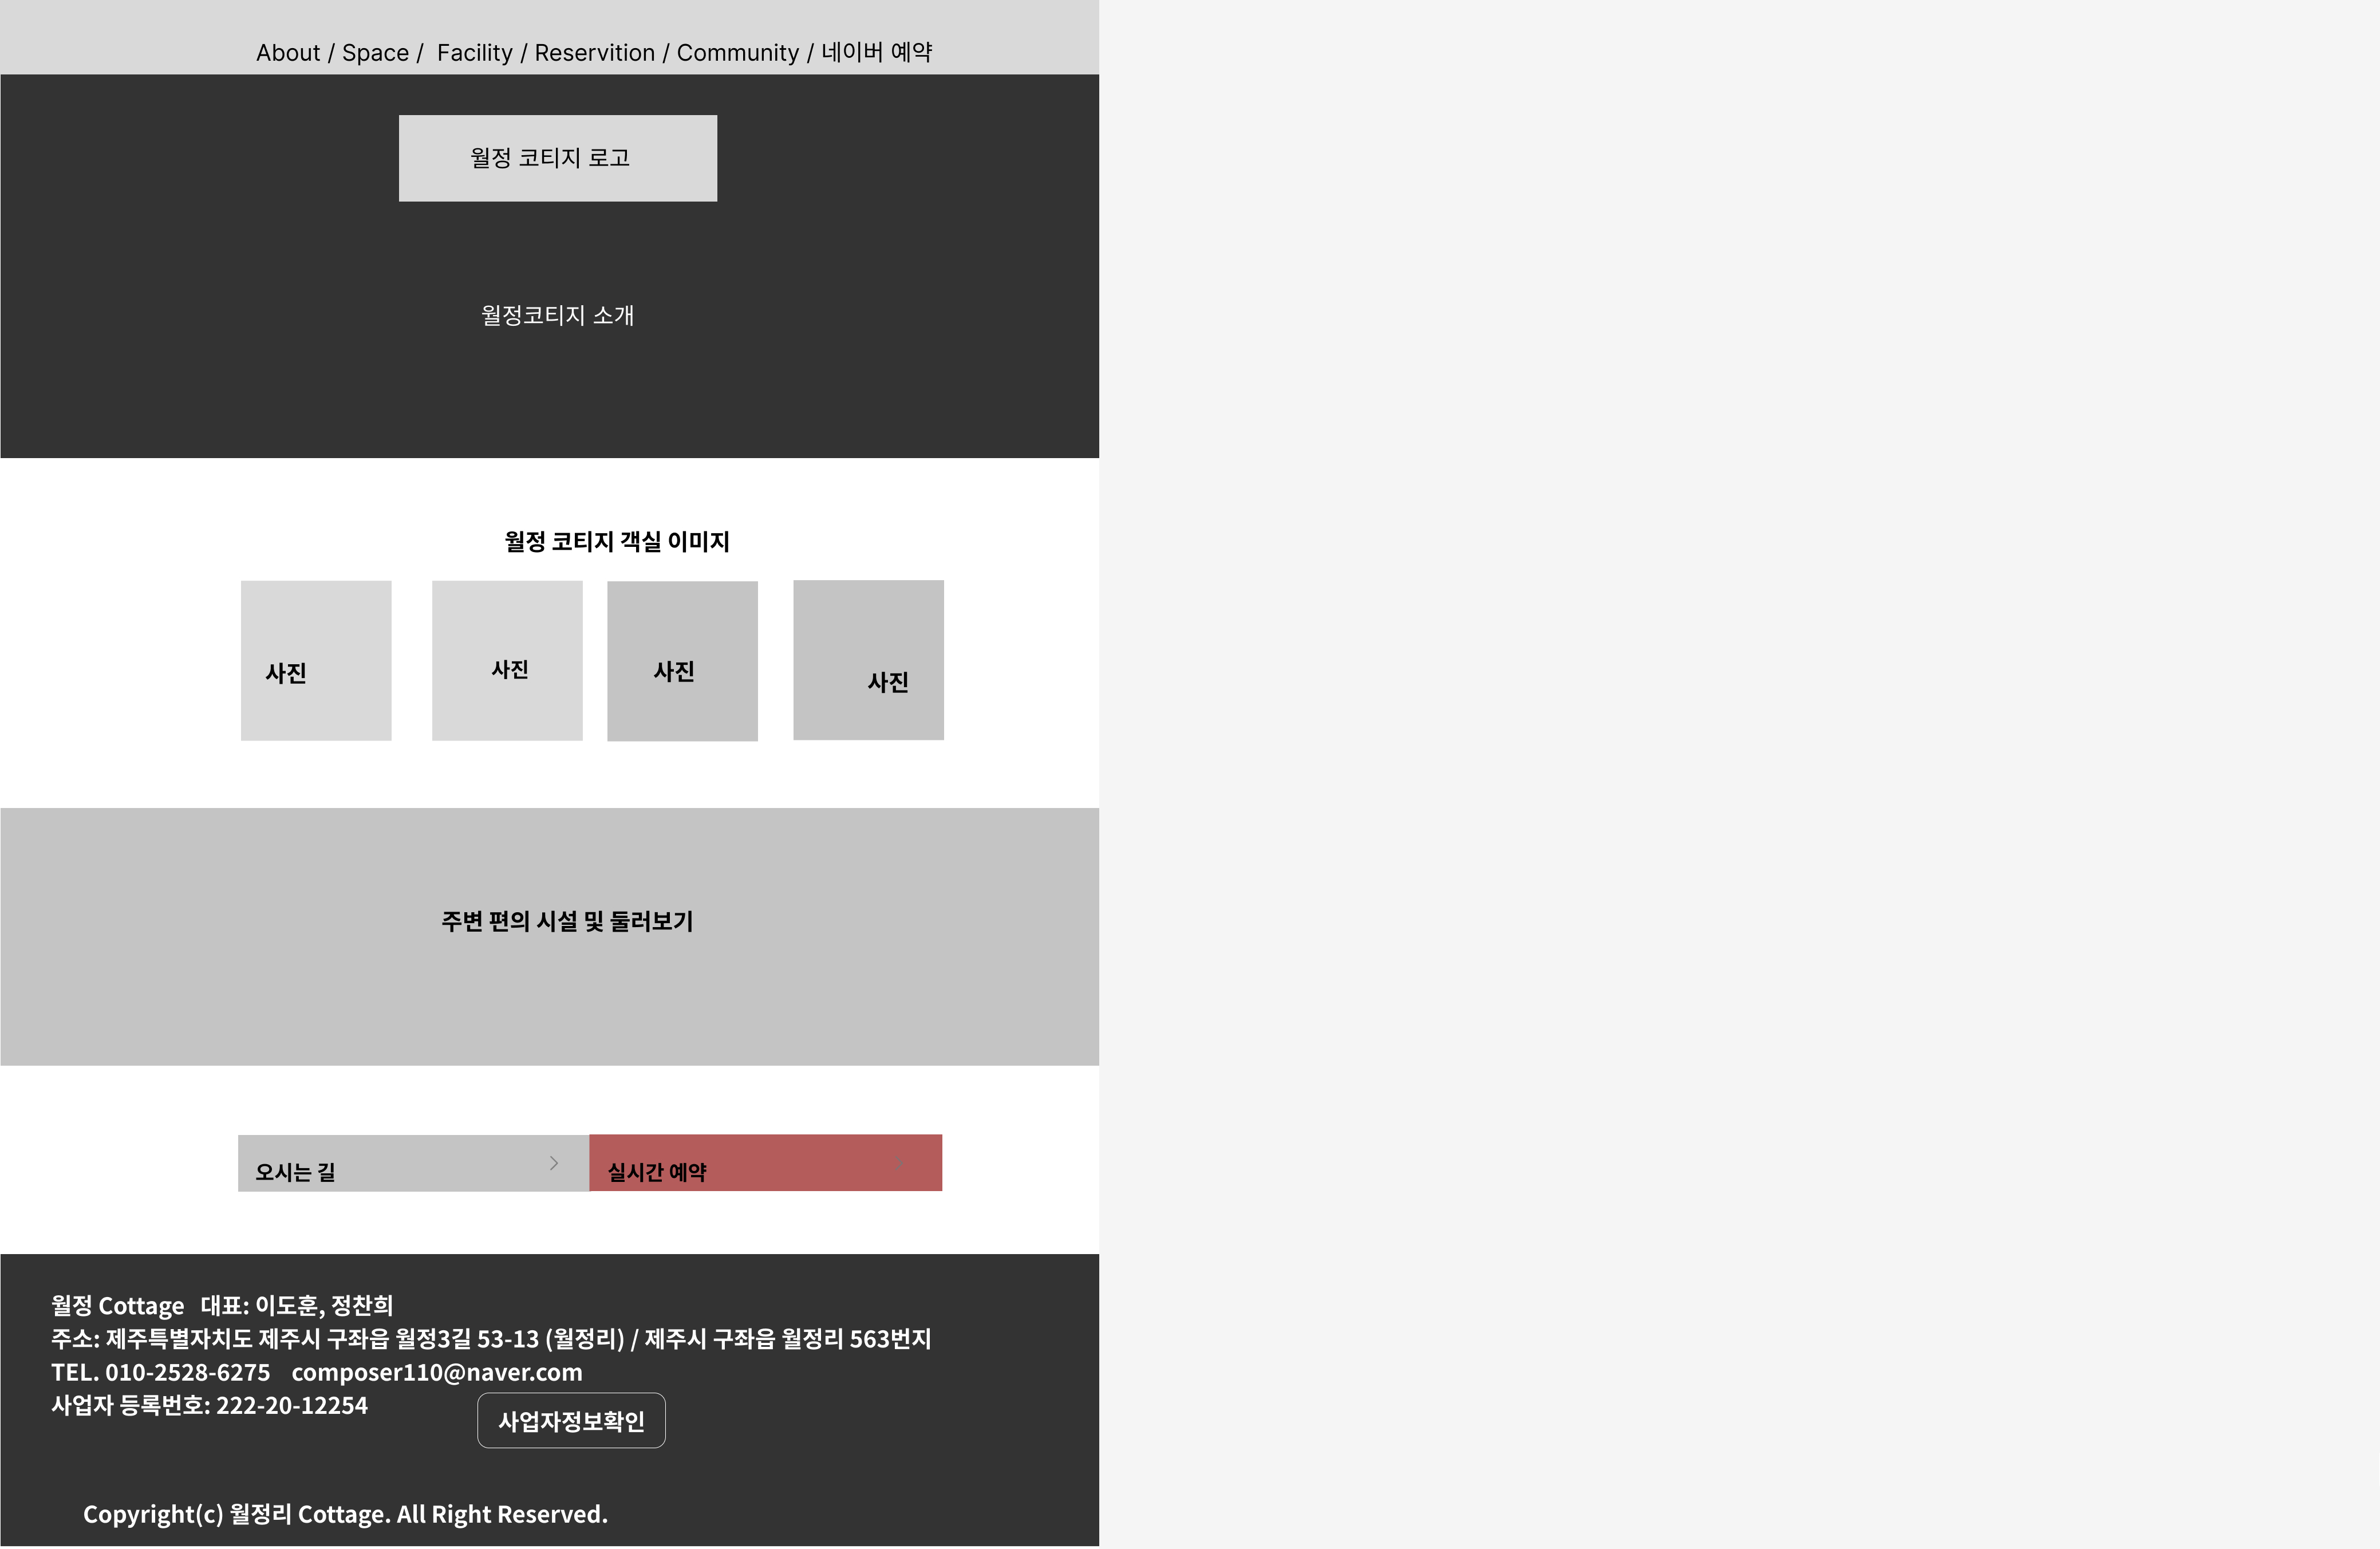 About / Space /  Facility / Reservition / Community / 네이버 예약
월정 코티지 로고
월정코티지 소개
월정 코티지 객실 이미지
사진
사진
사진
사진
주변 편의 시설 및 둘러보기
오시는 길
실시간 예약
월정 Cottage   대표: 이도훈, 정찬희
주소: 제주특별자치도 제주시 구좌읍 월정3길 53-13 (월정리) / 제주시 구좌읍 월정리 563번지
TEL. 010-2528-6275    composer110@naver.com
사업자 등록번호: 222-20-12254
사업자정보확인
Copyright(c) 월정리 Cottage. All Right Reserved.